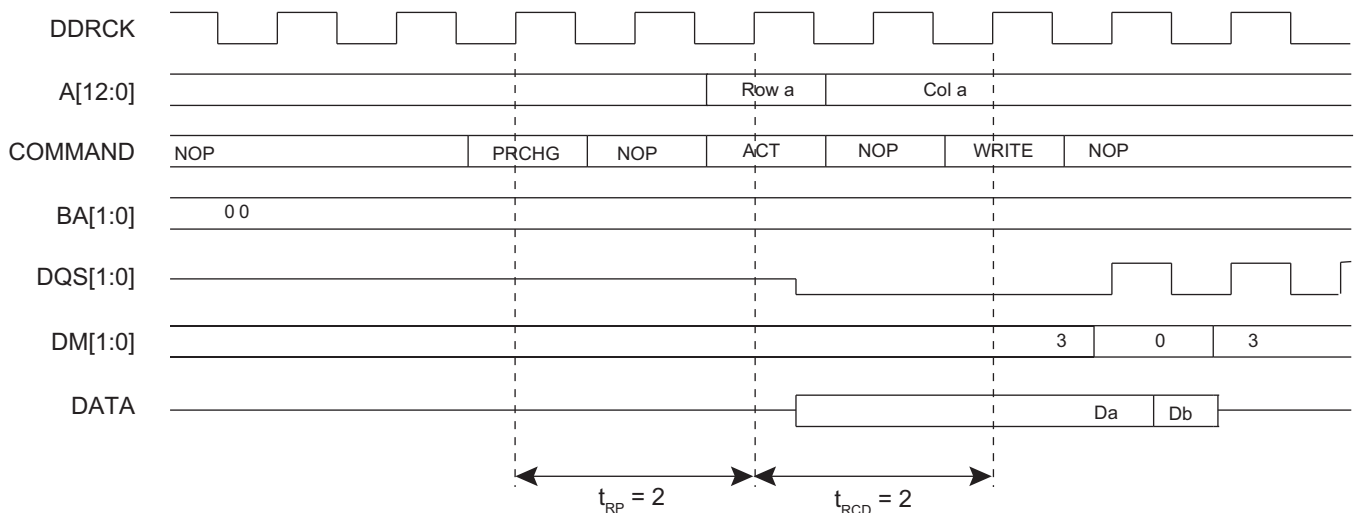 DDRCK
A[12:0] Row a Col a
COMMAND NOP PRCHG NOP ACT NOP WRITE NOP
BA[1:0] 0 0
DQS[1:0]
DM[1:0] 3 0 3
DATA Da Db
tRP = 2 tRCD = 2